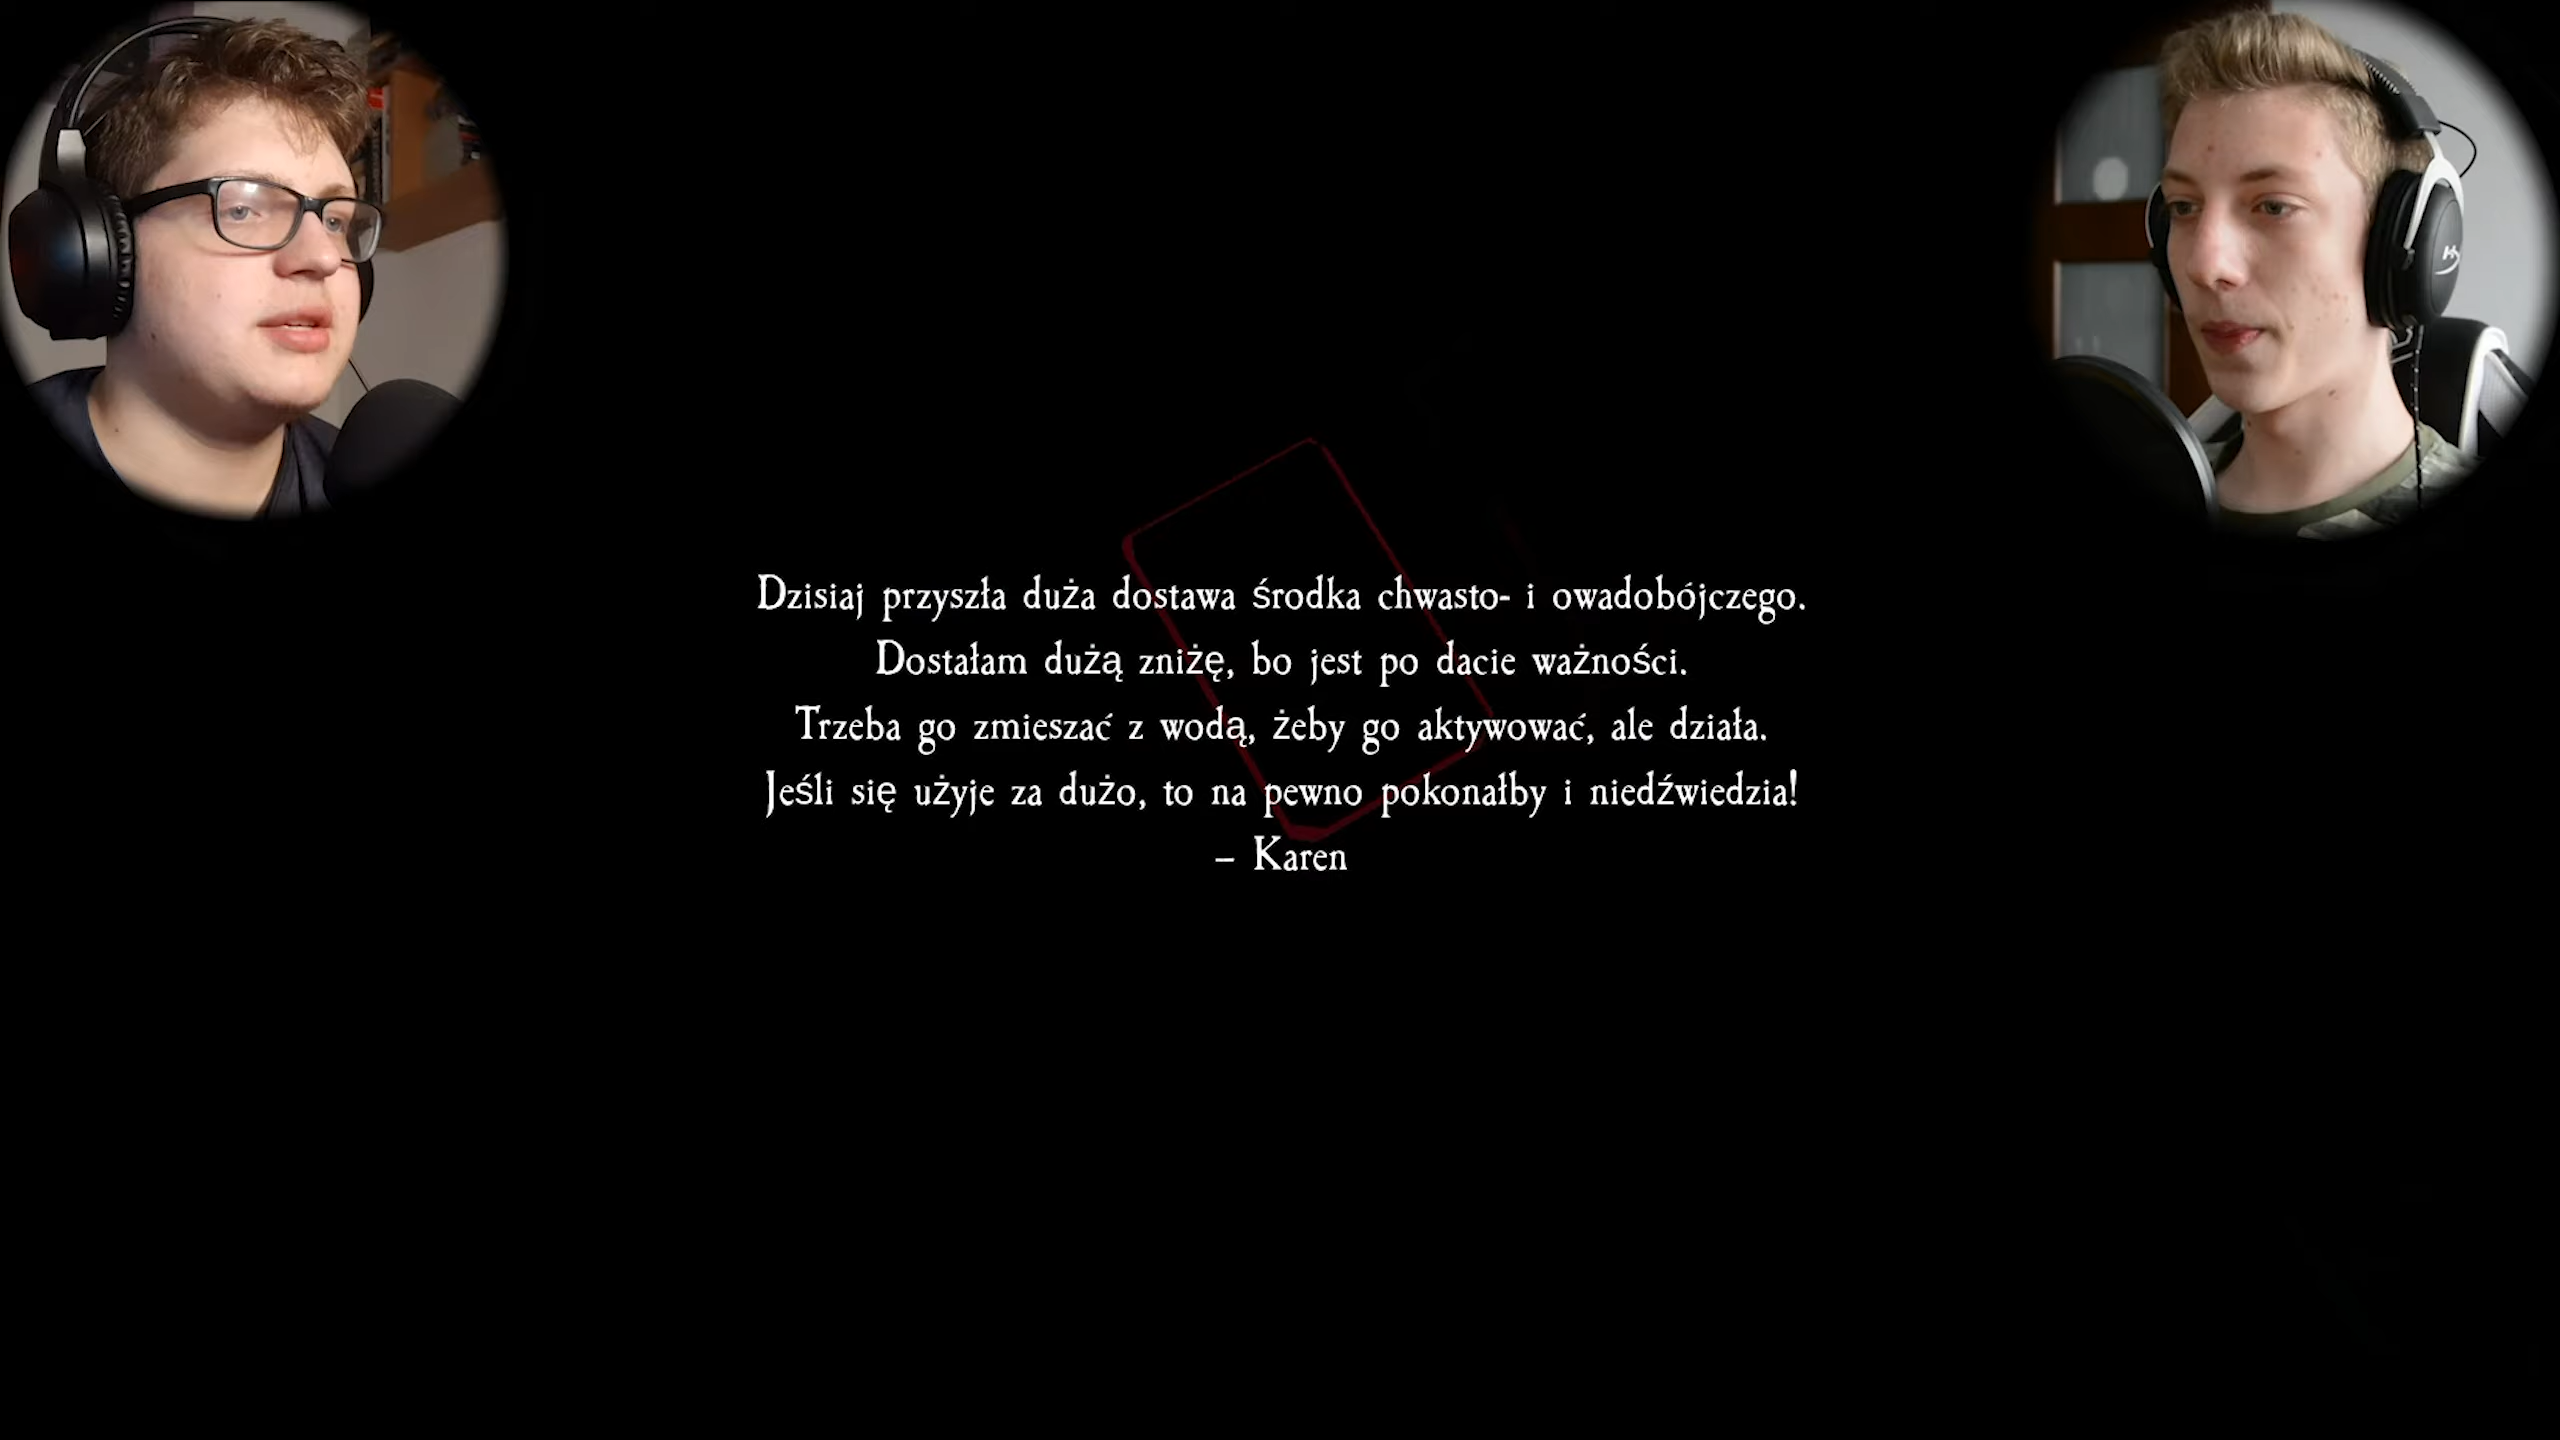 Dzisiaj przyszła duża dostawa środka chwasto- i owadobójczego.
Dostałam dużą zniżę, bo jest po dacie ważności.
Trzeba go zmieszać z wodą, żeby go aktywować, ale działa.
Jeśli się użyje za dużo, to na pewno pokonałby i niedźwiedzia!
– Karen